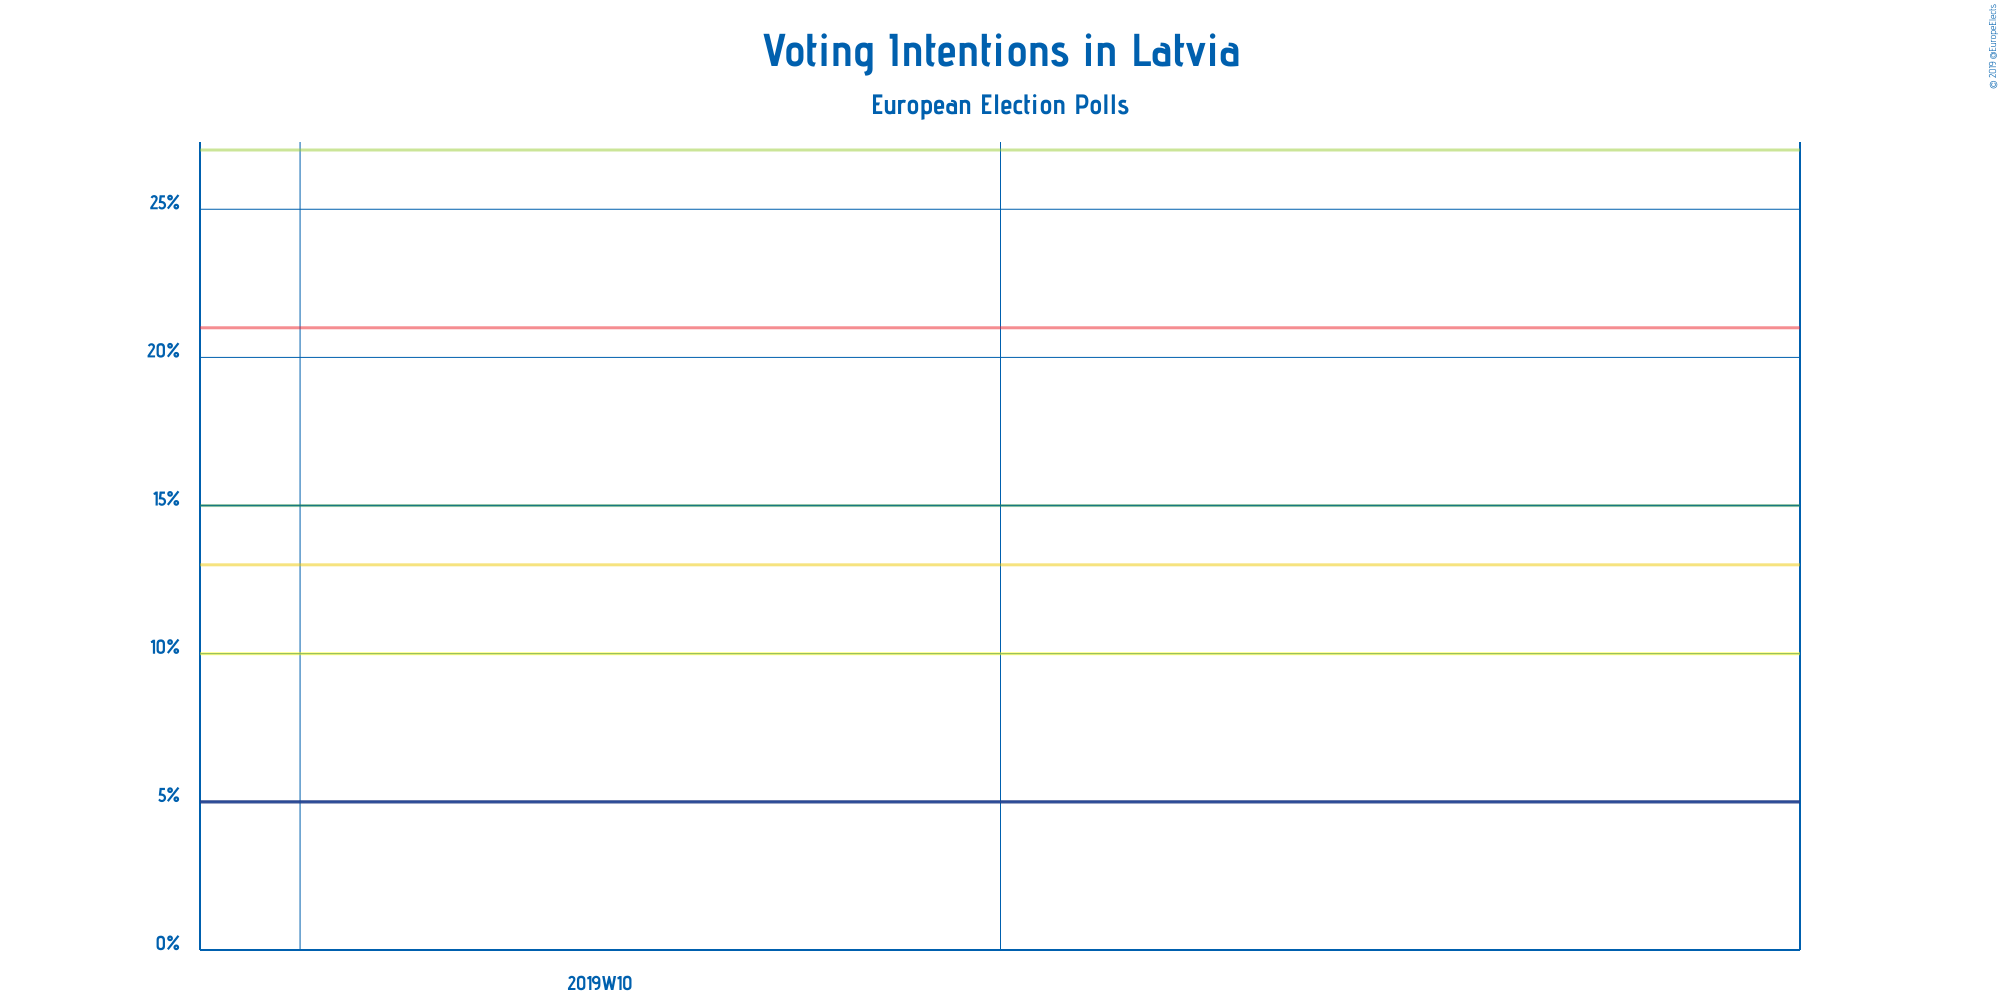 Voting Intentions in Latvia
European Election Polls
© 2019 @EuropeElects
25%
20%
15%
10%
5%
0%
2019W10